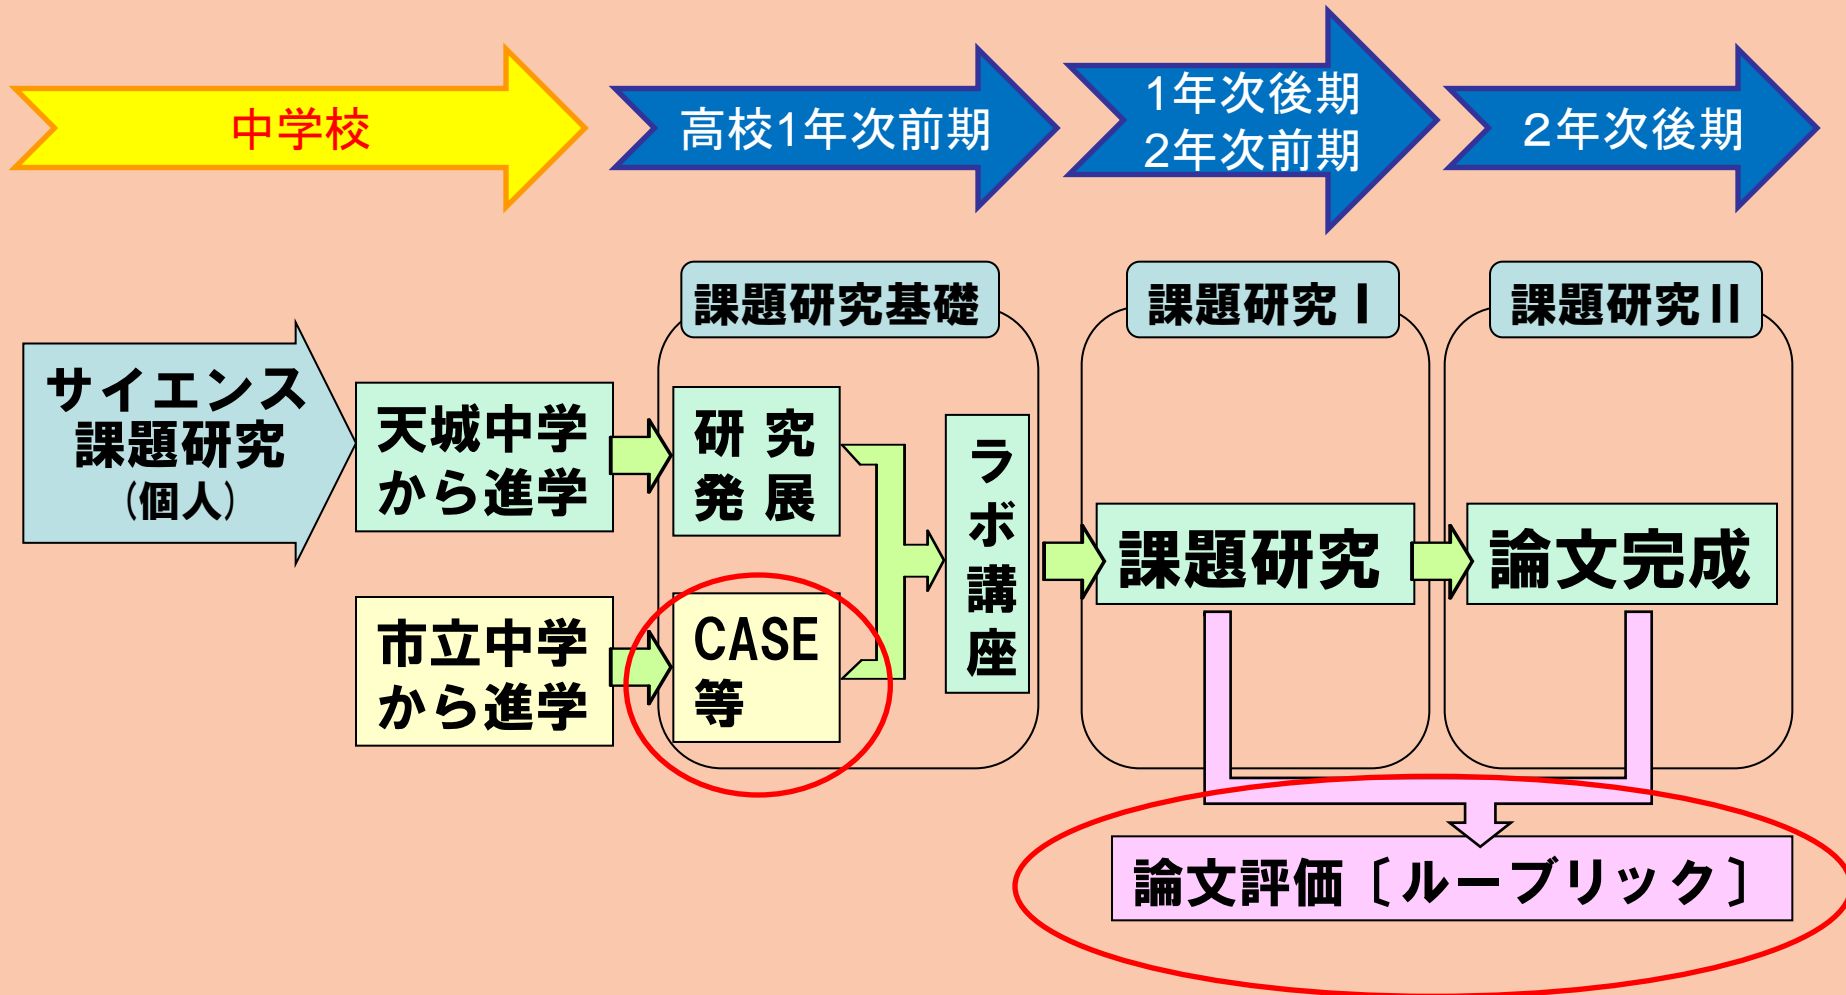 中学校
高校1年次前期
1年次後期
2年次前期
２年次後期
課題研究基礎
課題研究Ⅰ
課題研究Ⅱ
サイエンス
課題研究
（個人）
天城中学
から進学
研 究
発 展
ラボ講座
課題研究
論文完成
市立中学
から進学
CASE
等
論文評価〔ルーブリック〕